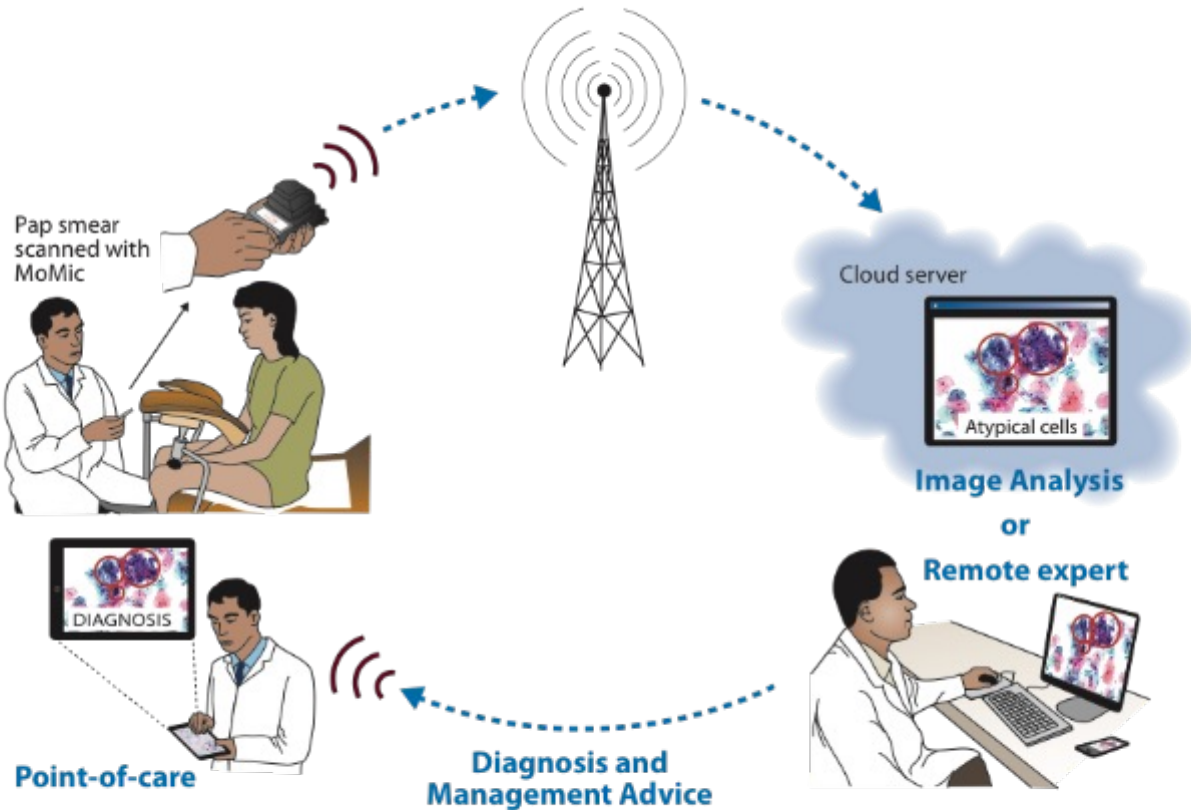 Pap smear
scanned with
MoMic
Cloud server
Atypical cells
Image Analysis
or
Remote expert
DIAGNOSIS
Point-of-care
Diagnosis and
Management Advice